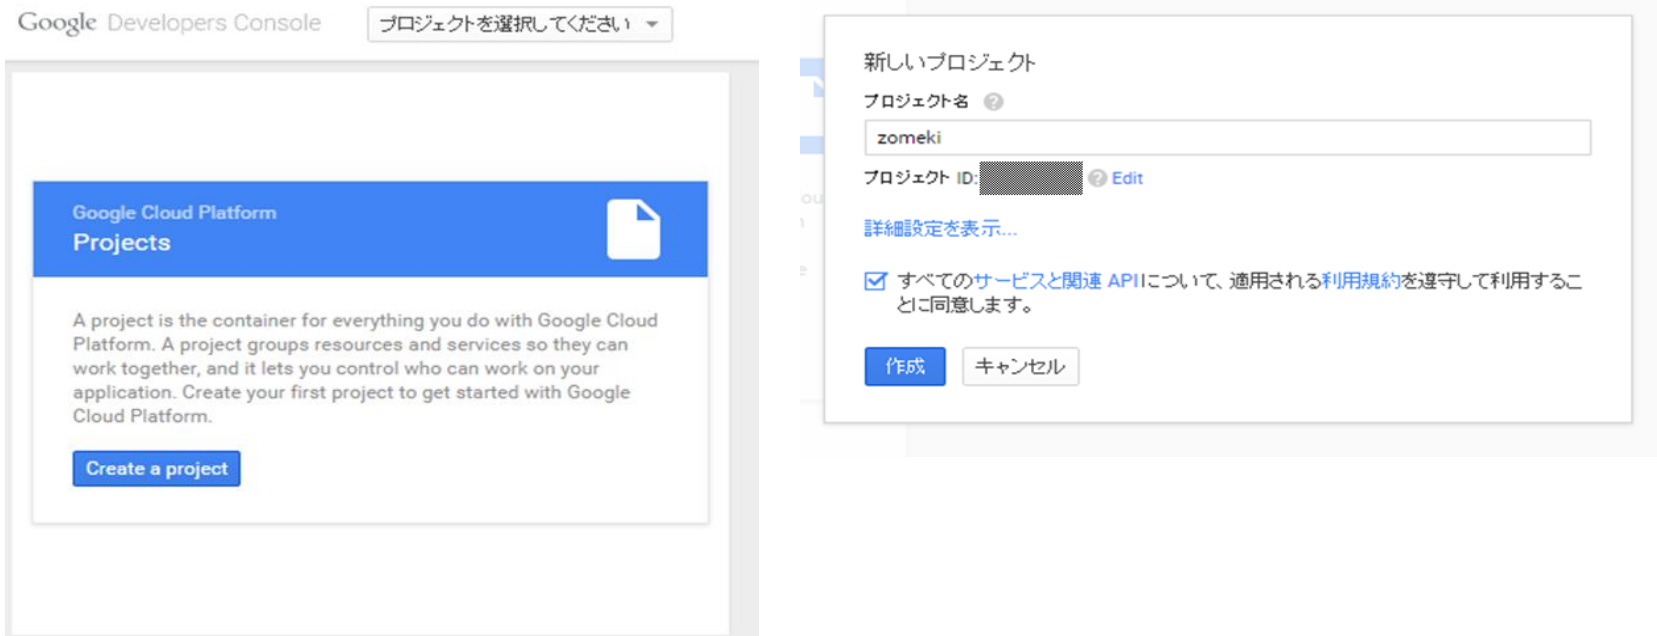 Google Developers Console
プロジェクトを選択してください
Google Cloud Platform
Projects
A project is the container for everything you do with Google Cloud
Platform. A project groups resources and services so they can
work together, and it lets you control who can work on your
application. Create your first project to get started with Google
Cloud Platform.
Create a project
新しいプロジェクト
プロジェクト名
zomeki
プロジェクト ID: Edit
詳細設定を表示...
すべてのサービスと関連 APIについて、適用される利用規約を遵守して利用するこ
とに同意します。
作成 キャンセル